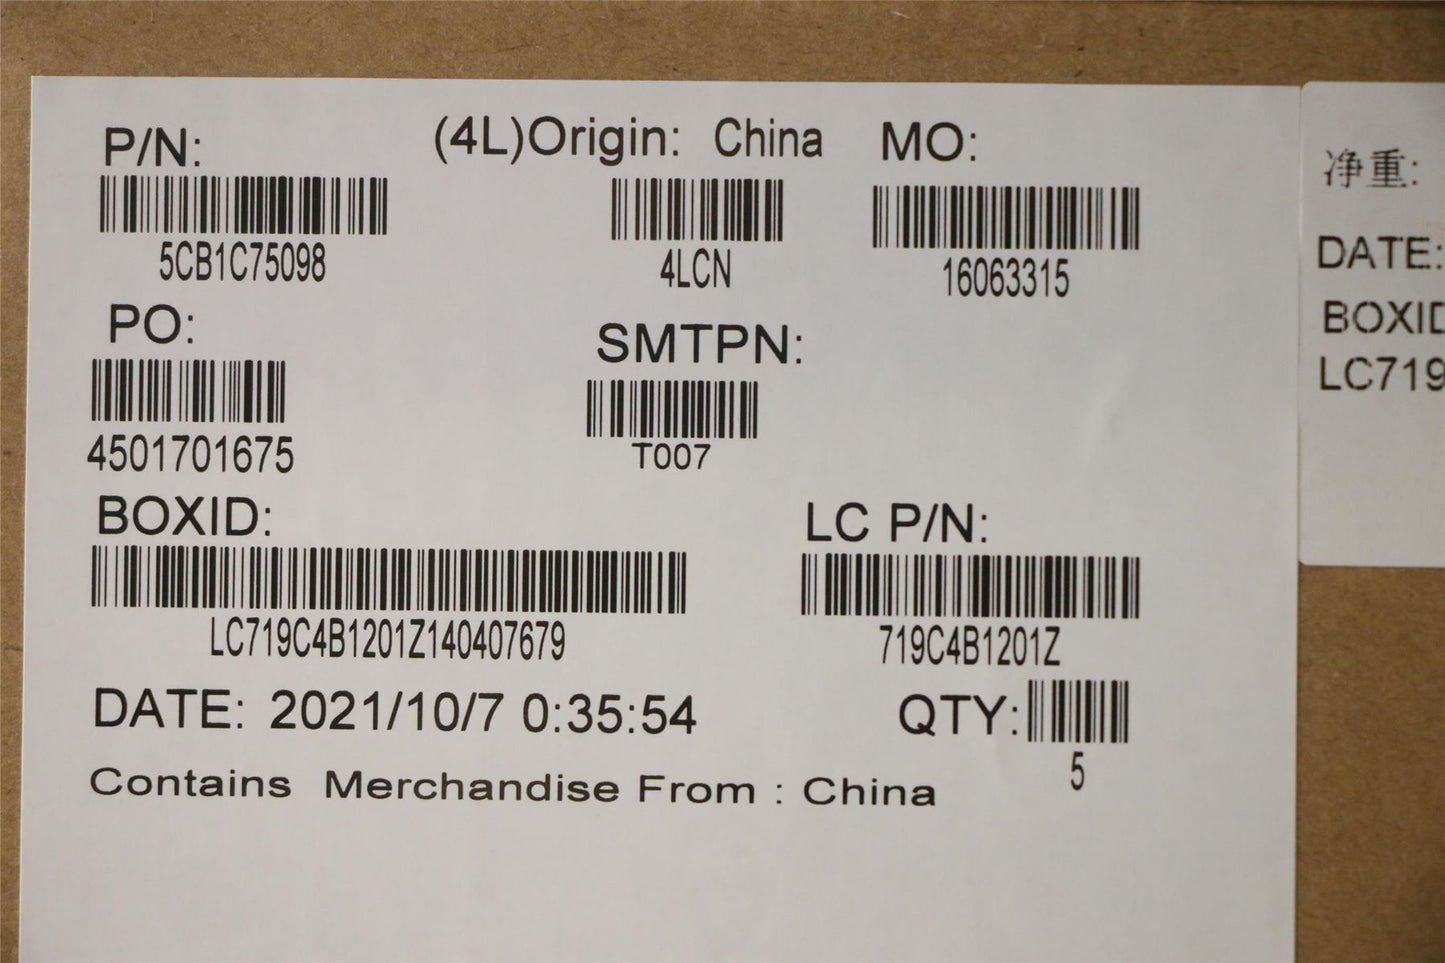 P/N:
5CB1C75098
(4L)Origin: China
4LCN
MO:
16063315
PO:
4501701675
SMTPN:
T007
BOXID:
LC719C4B1201Z140407679
LC P/N:
719C4B1201Z
DATE: 2021/10/7 0:35:54
QTY:
5
Contains Merchandise From : China
净重:
DATE:
BOXID
LC719